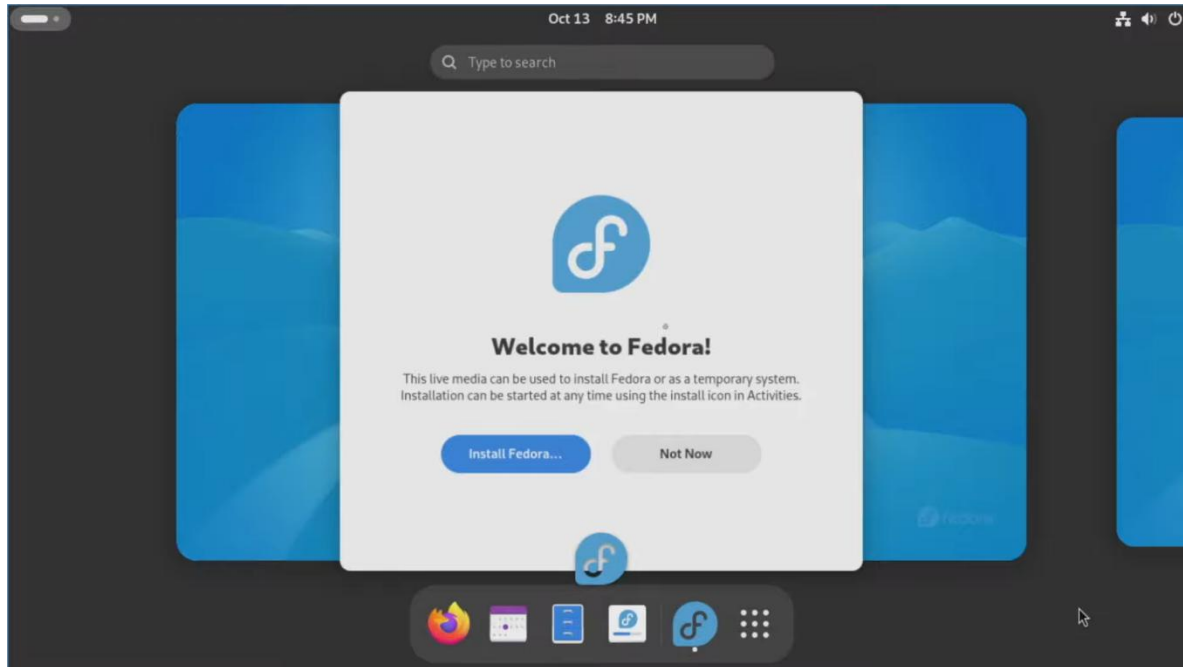 Oct 13 8:45 PM
Type to search
Welcome to Fedora!
This live media can be used to install Fedora or as a temporary system.
Installation can be started at any time using the install icon in Activities.
Install Fedora...
Not Now
fedora